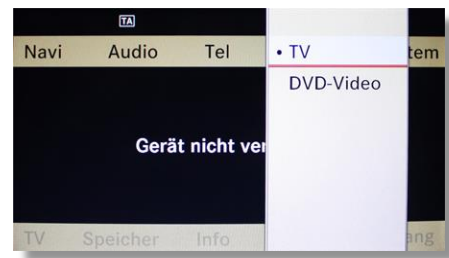 TA
Navi Audio Tel • TV tem
DVD-Video
Gerät nicht ver
TV Speicher Info ang